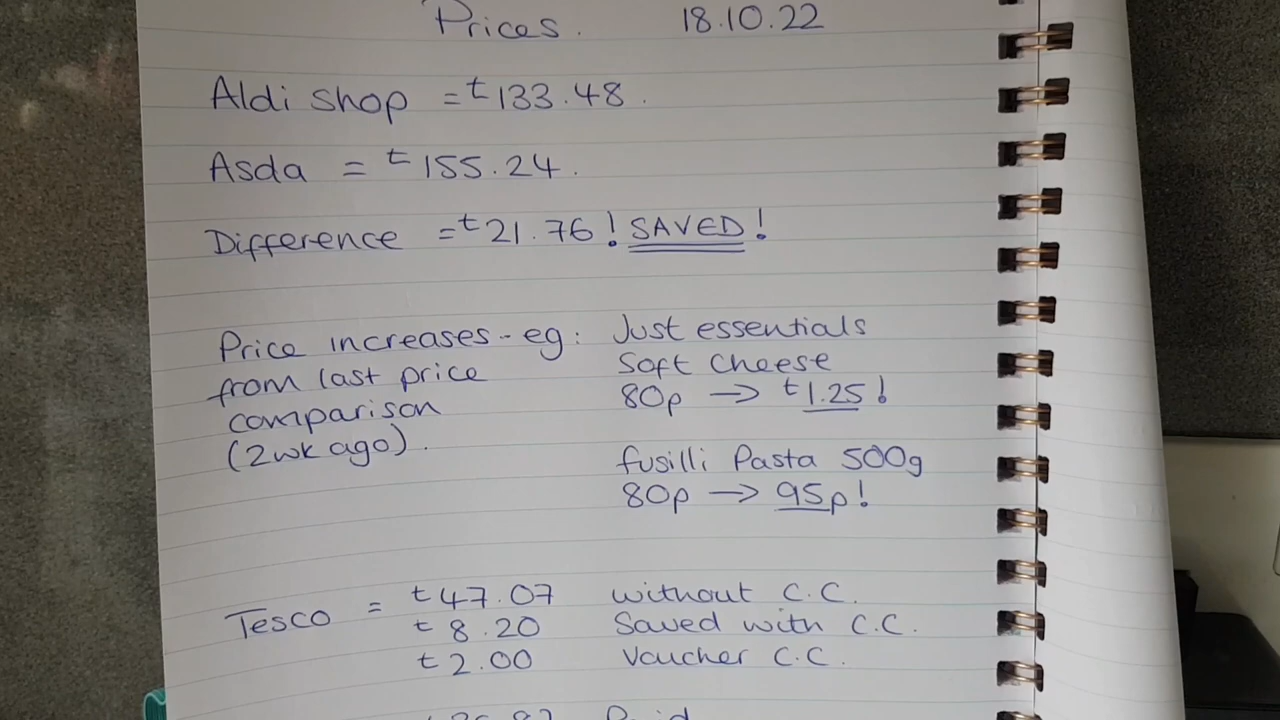 Prices. 18.10.22
Aldi shop = £133.48.
Asda = £155.24.
Difference = £21.76! SAVED!
Price increases - eg: Just essentials
from last price Soft Cheese
comparison 80p → £1.25!
(2wk ago).
fusilli Pasta 500g
80p → 95p!
Tesco = £47.07 without C.C.
£8.20 Saved with C.C.
£2.00 Voucher C.C.
Paid